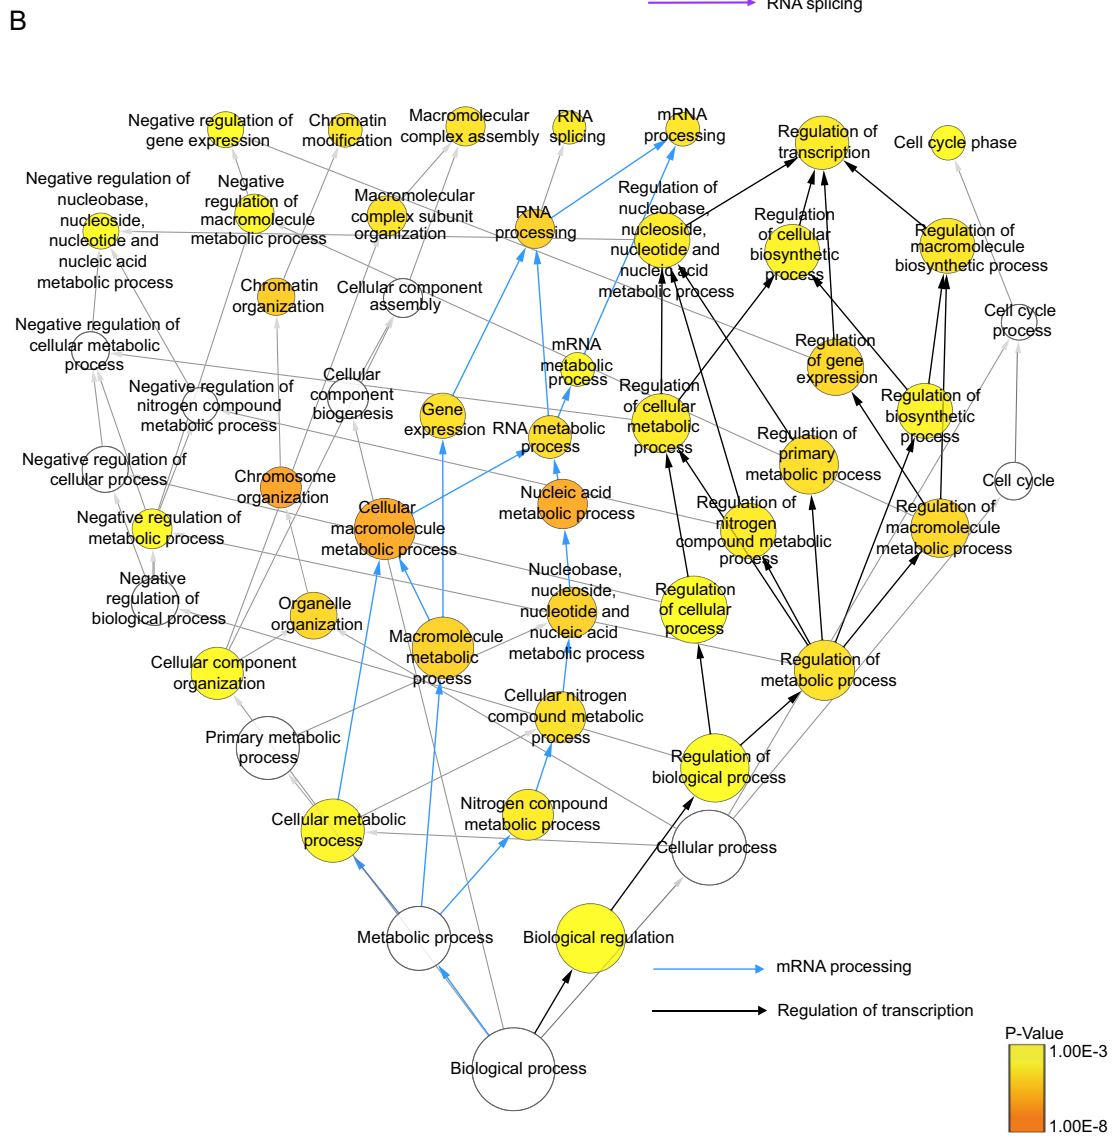 RNA splicing
B
Negative regulation of
gene expression
Chromatin
modification
Macromolecular
complex assembly
RNA
splicing
mRNA
processing
Regulation of
transcription
Cell cycle phase
Negative regulation of
nucleobase,
nucleoside,
nucleotide and
nucleic acid
metabolic process
Negative
regulation of
macromolecule
metabolic process
Macromolecular
complex subunit
organization
RNA
processing
Regulation of
nucleobase,
nucleoside,
nucleotide and
nucleic acid
metabolic process
Regulation
of cellular
biosynthetic
process
Regulation of
macromolecule
biosynthetic process
Chromatin
organization
Cellular component
assembly
Cell cycle
process
Negative regulation of
cellular metabolic
process
mRNA
metabolic
process
Regulation
of gene
expression
Negative regulation of
nitrogen compound
metabolic process
Cellular
component
biogenesis
Gene
expression
RNA metabolic
process
Regulation
of cellular
metabolic
process
Regulation of
biosynthetic
process
Regulation of
primary
metabolic process
Negative regulation of
cellular process
Chromosome
organization
Nucleic acid
metabolic process
Cell cycle
Negative regulation of
metabolic process
Cellular
macromolecule
metabolic process
Regulation of
nitrogen
compound metabolic
process
Regulation of
macromolecule
metabolic process
Negative
regulation of
biological process
Organelle
organization
Nucleobase,
nucleoside,
nucleotide and
nucleic acid
metabolic process
Regulation
of cellular
process
Cellular component
organization
Macromolecule
metabolic
process
Regulation of
metabolic process
Primary metabolic
process
Cellular nitrogen
compound metabolic
process
Regulation of
biological process
Cellular metabolic
process
Nitrogen compound
metabolic process
Cellular process
Metabolic process
Biological regulation
mRNA processing
Regulation of transcription
Biological process
P-Value
1.00E-3
1.00E-8